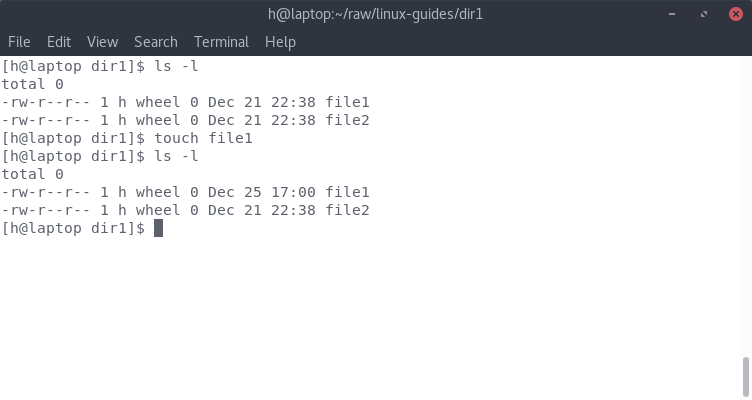 h@laptop:~/raw/linux-guides/dir1
File Edit View Search Terminal Help
[h@laptop dir1]$ ls -l
total 0
-rw-r--r-- 1 h wheel 0 Dec 21 22:38 file1
-rw-r--r-- 1 h wheel 0 Dec 21 22:38 file2
[h@laptop dir1]$ touch file1
[h@laptop dir1]$ ls -l
total 0
-rw-r--r-- 1 h wheel 0 Dec 25 17:00 file1
-rw-r--r-- 1 h wheel 0 Dec 21 22:38 file2
[h@laptop dir1]$